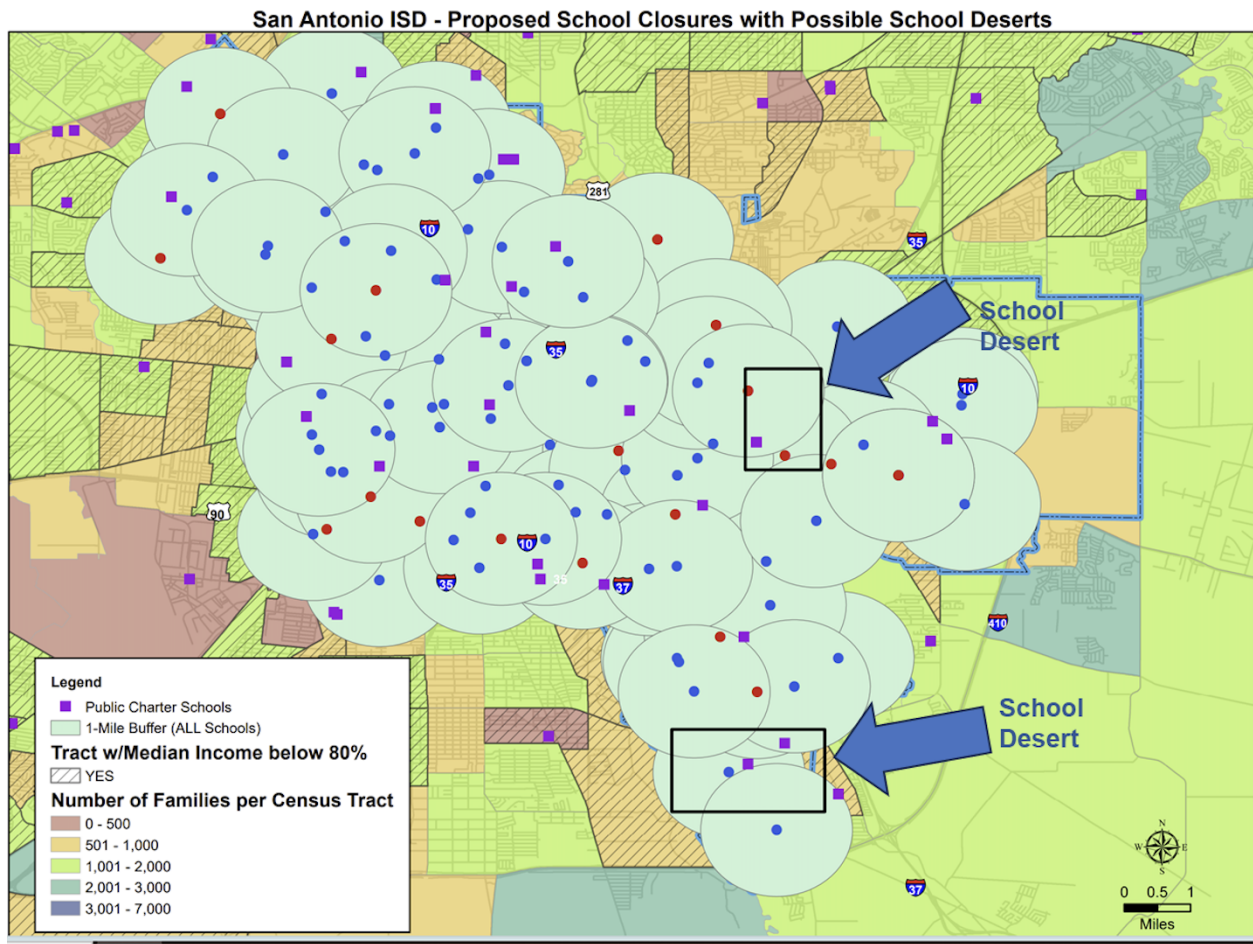 San Antonio ISD - Proposed School Closures with Possible School Deserts
281
10
35
School
Desert
35
10
90
10
35
35
37
410
School
Desert
Legend
Public Charter Schools
1-Mile Buffer (ALL Schools)
Tract w/Median Income below 80%
YES
Number of Families per Census Tract
0 - 500
501 - 1,000
1,001 - 2,000
2,001 - 3,000
3,001 - 7,000
N
W E
S
37
0 0.5 1
Miles